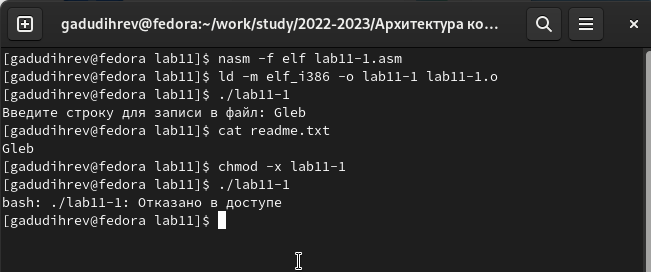 gadudihrev@fedora:~/work/study/2022-2023/Архитектура ко...
[gadudihrev@fedora lab11]$ nasm -f elf lab11-1.asm
[gadudihrev@fedora lab11]$ ld -m elf_i386 -o lab11-1 lab11-1.o
[gadudihrev@fedora lab11]$ ./lab11-1
Введите строку для записи в файл: Gleb
[gadudihrev@fedora lab11]$ cat readme.txt
Gleb
[gadudihrev@fedora lab11]$ chmod -x lab11-1
[gadudihrev@fedora lab11]$ ./lab11-1
bash: ./lab11-1: Отказано в доступе
[gadudihrev@fedora lab11]$